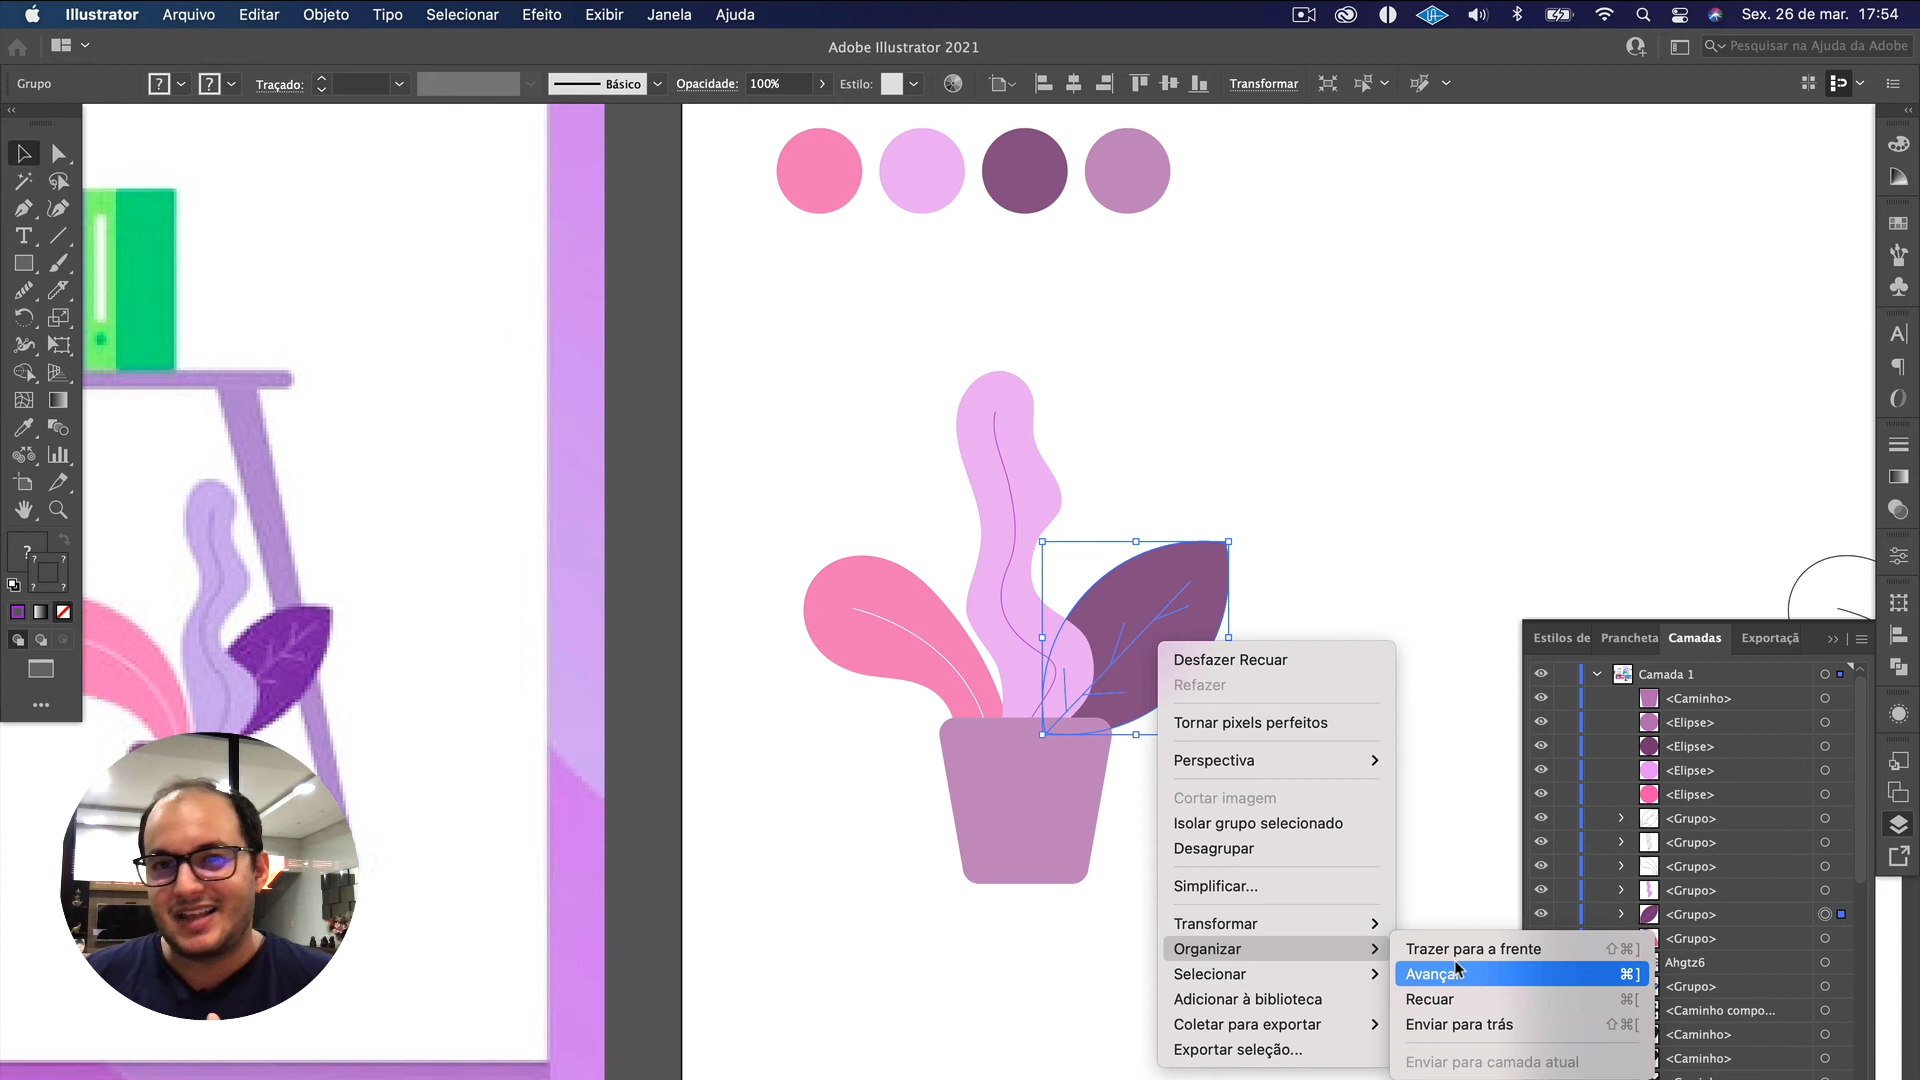 Illustrator Arquivo Editar Objeto Tipo Selecionar Efeito Exibir Janela Ajuda Sex. 26 de mar. 17:54
Adobe Illustrator 2021
Pesquisar na Ajuda da Adobe
Grupo ? ? Traçado: Básico Opacidade: 100% Estilo: Transformar
Desfazer Recuar
Refazer
Tornar pixels perfeitos
Perspectiva
Cortar imagem
Isolar grupo selecionado
Desagrupar
Simplificar...
Transformar
Organizar
Selecionar
Adicionar à biblioteca
Coletar para exportar
Exportar seleção...
Trazer para a frente ⇧⌘]
Avançar ⌘]
Recuar ⌘[
Enviar para trás ⇧⌘[
Enviar para camada atual
Estilos de Prancheta Camadas Exportaçã
Camada 1
<Caminho>
<Elipse>
<Elipse>
<Elipse>
<Elipse>
<Grupo>
<Grupo>
<Grupo>
<Grupo>
<Grupo>
<Grupo>
Ahgtz6
<Grupo>
<Caminho compo...
<Caminho>
<Caminho>